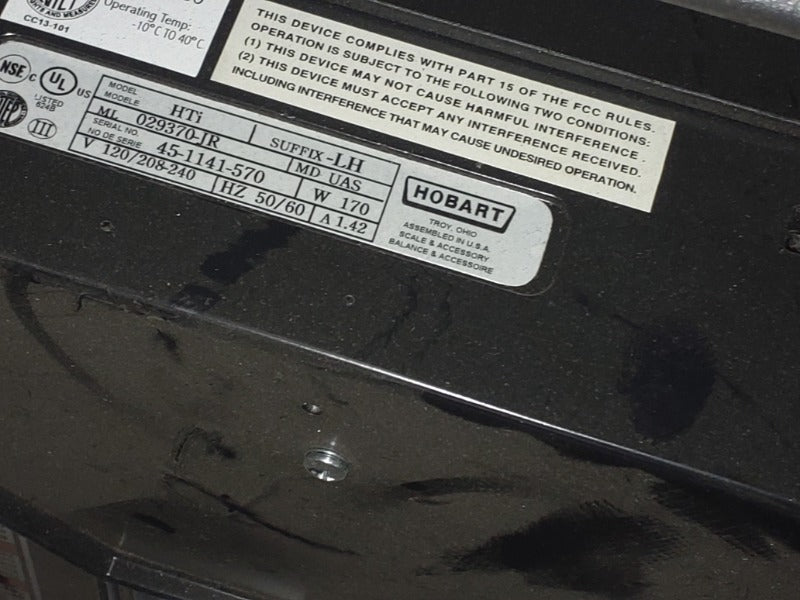 Operating Temp:
-10°C TO 40°C
CC13-101
THIS DEVICE COMPLIES WITH PART 15 OF THE FCC RULES.
OPERATION IS SUBJECT TO THE FOLLOWING TWO CONDITIONS:
(1) THIS DEVICE MAY NOT CAUSE HARMFUL INTERFERENCE.
(2) THIS DEVICE MUST ACCEPT ANY INTERFERENCE RECEIVED.
INCLUDING INTERFERENCE THAT MAY CAUSE UNDESIRED OPERATION.
NSF
C UL US
LISTED
624B
III
MODEL
MODELE HTi SUFFIX -LH
ML 029370-JR MD UAS
SERIAL NO.
NO DE SERIE 45-1141-570 W 170
V 120/208-240 HZ 50/60 A 1.42
HOBART
TROY, OHIO
ASSEMBLED IN U.S.A.
SCALE & ACCESSORY
BALANCE & ACCESSOIRE